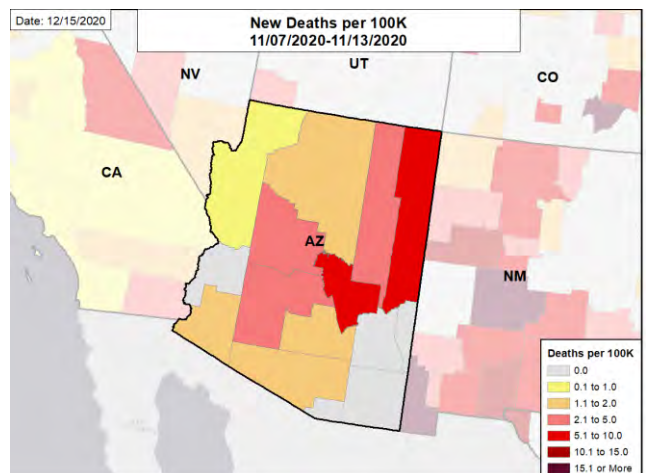 Date: 12/15/2020
New Deaths per 100K
11/07/2020-11/13/2020
UT
NV
CO
CA
AZ
NM
Deaths per 100K
0.0
0.1 to 1.0
1.1 to 2.0
2.1 to 5.0
5.1 to 10.0
10.1 to 15.0
15.1 or More